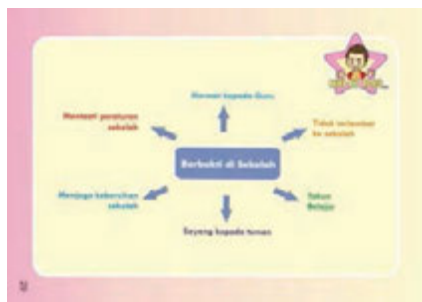 Hormat kepada Guru
Mentaati peraturan
sekolah
Tidak terlambat
ke sekolah
Berbakti di Sekolah
Menjaga kebersihan
sekolah
Tekun
Belajar
Sayang kepada teman